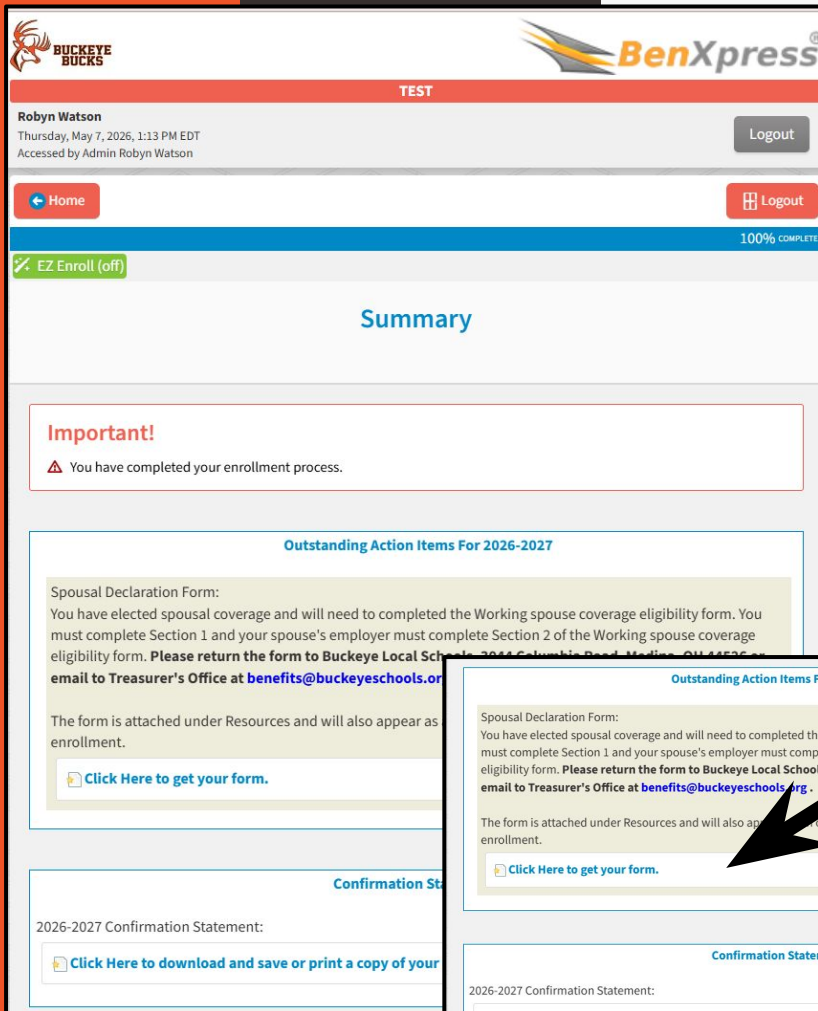 BUCKEYE
BUCKS
BenXpress®
TEST
Robyn Watson
Thursday, May 7, 2026, 1:13 PM EDT
Accessed by Admin Robyn Watson
Logout
Home
Logout
100% COMPLETE
EZ Enroll (off)
Summary
Important!
You have completed your enrollment process.
Outstanding Action Items For 2026-2027
Spousal Declaration Form:
You have elected spousal coverage and will need to completed the Working spouse coverage eligibility form. You
must complete Section 1 and your spouse's employer must complete Section 2 of the Working spouse coverage
eligibility form. Please return the form to Buckeye Local Schools, 3044 Columbia Road, Medina, OH 44526 or
email to Treasurer's Office at benefits@buckeyeschools.or
The form is attached under Resources and will also appear as
enrollment.
Click Here to get your form.
Confirmation Sta
2026-2027 Confirmation Statement:
Click Here to download and save or print a copy of your
Outstanding Action Items F
Spousal Declaration Form:
You have elected spousal coverage and will need to completed th
must complete Section 1 and your spouse's employer must comp
eligibility form. Please return the form to Buckeye Local School
email to Treasurer's Office at benefits@buckeyeschools.org .
The form is attached under Resources and will also
enrollment.
Click Here to get your form.
Confirmation State
2026-2027 Confirmation Statement: